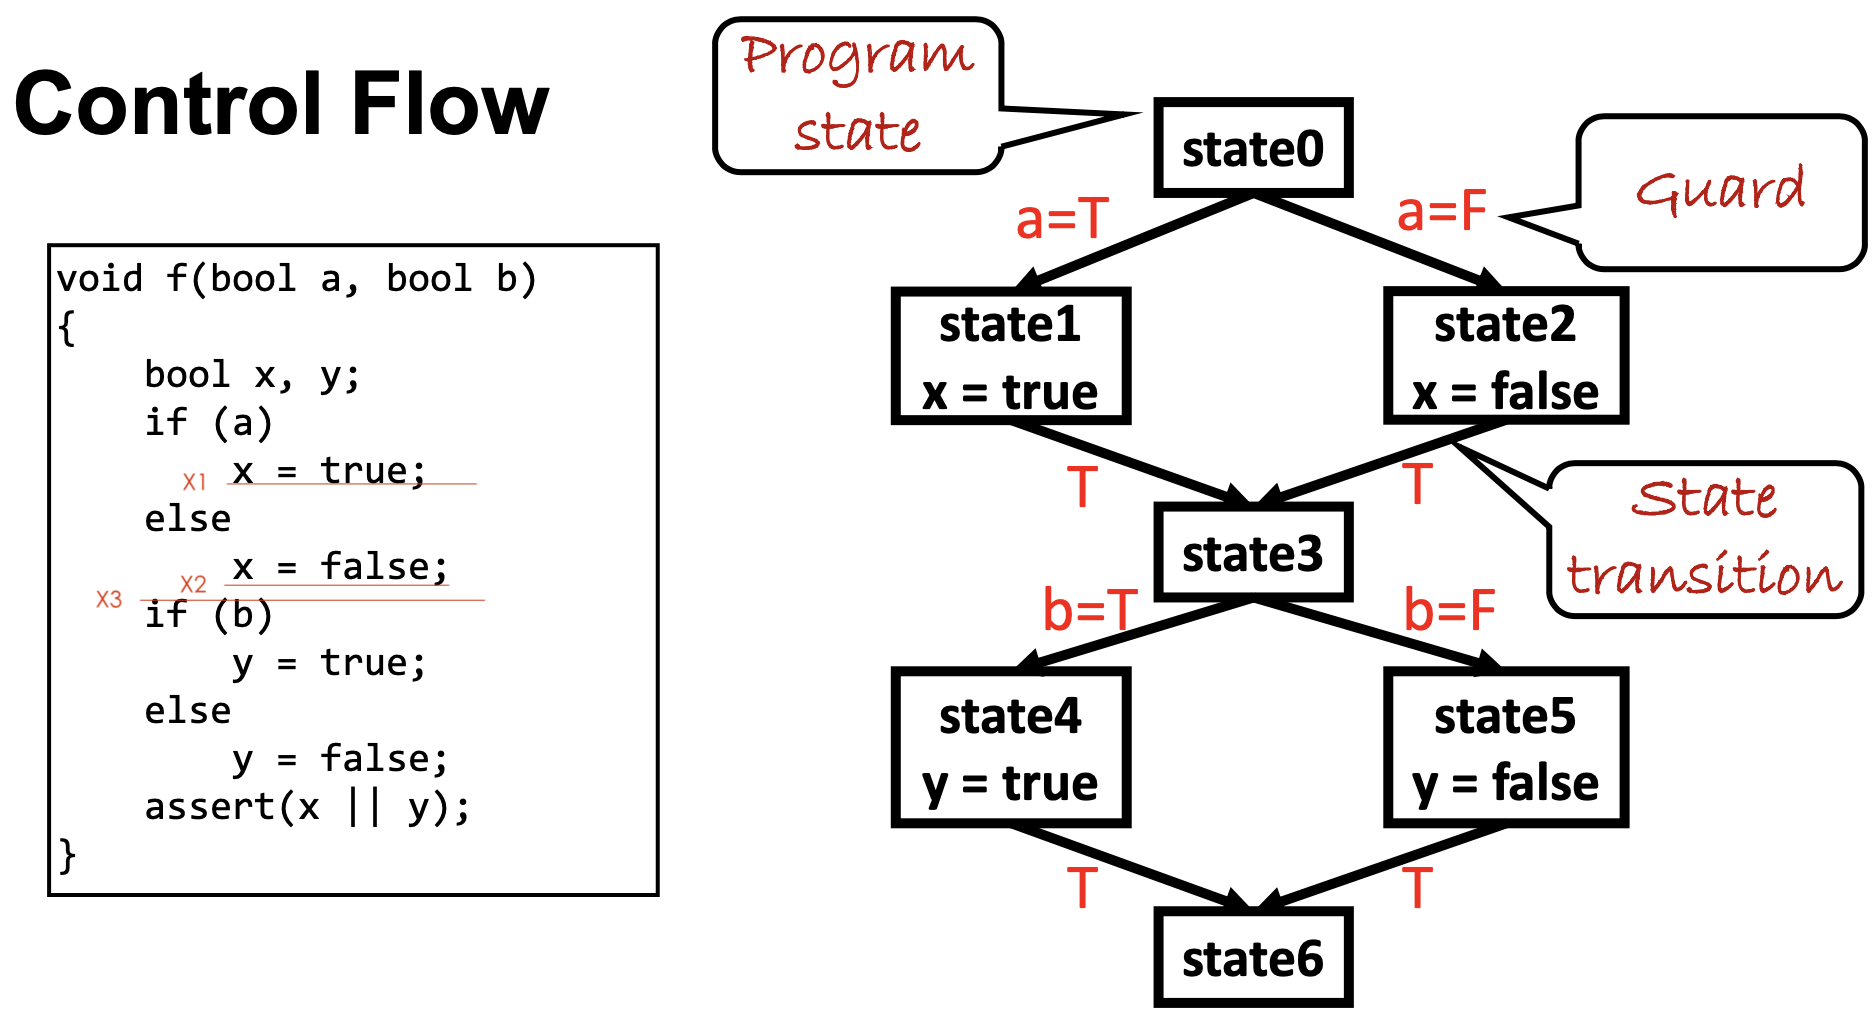 Control Flow
void f(bool a, bool b)
{
bool x, y;
if (a)
X1 x = true;
else
X2 x = false;
X3
if (b)
y = true;
else
y = false;
assert(x || y);
}
Program
state
state0
Guard
a=T
a=F
state1
x = true
state2
x = false
T
T
State
transition
state3
b=T
b=F
state4
y = true
state5
y = false
T
T
state6